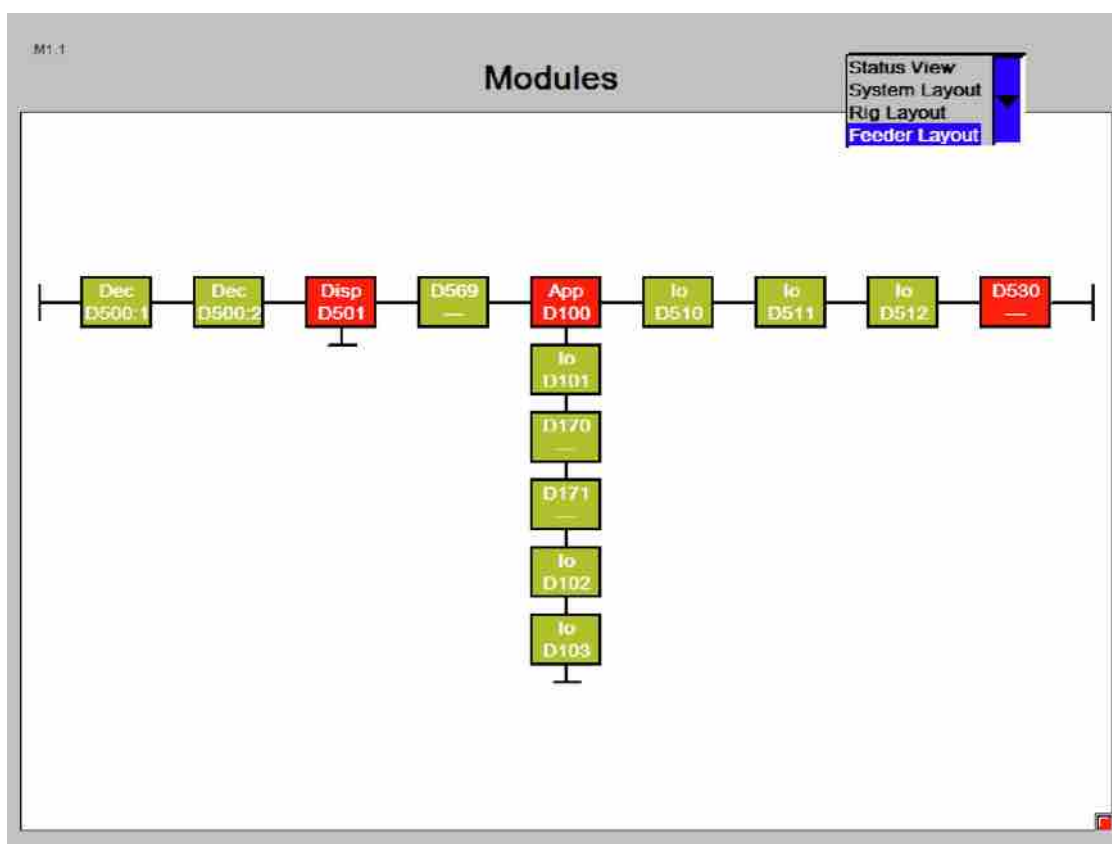 M1.1
Modules
Status View
System Layout
Rig Layout
Feeder Layout
Dec
D500:1
Dec
D500:2
Disp
D501
D569
—
App
D100
Io
D510
Io
D511
Io
D512
D530
—
Io
D101
D170
—
D171
—
Io
D102
Io
D103